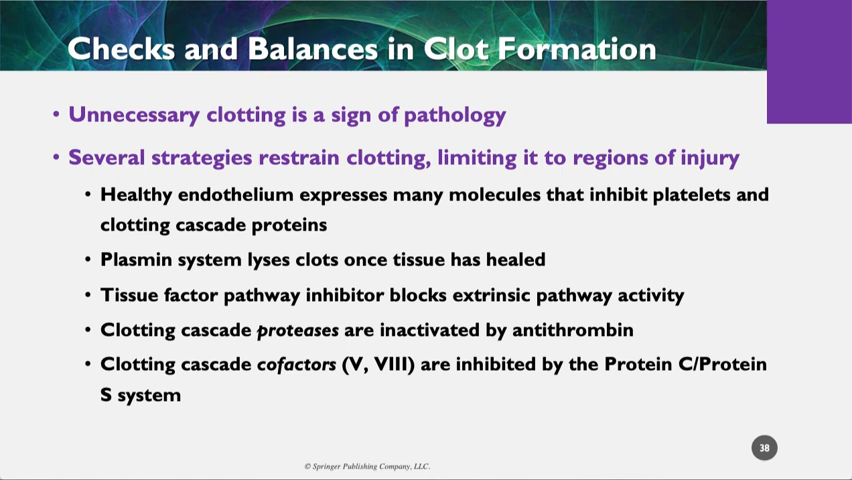 Checks and Balances in Clot Formation
• Unnecessary clotting is a sign of pathology
• Several strategies restrain clotting, limiting it to regions of injury
• Healthy endothelium expresses many molecules that inhibit platelets and
clotting cascade proteins
• Plasmin system lyses clots once tissue has healed
• Tissue factor pathway inhibitor blocks extrinsic pathway activity
• Clotting cascade proteases are inactivated by antithrombin
• Clotting cascade cofactors (V, VIII) are inhibited by the Protein C/Protein
S system
38
© Springer Publishing Company, LLC.